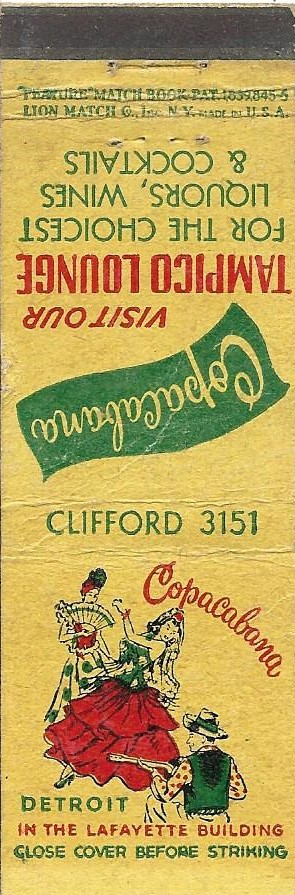 "FEATURE" MATCH BOOK PAT. 1839845-6
LION MATCH CO., INC. N.Y. MADE IN U.S.A.
VISIT OUR
TAMPICO LOUNGE
FOR THE CHOICEST
LIQUORS, WINES
& COCKTAILS
Copacabana
CLIFFORD 3151
Copacabana
DETROIT
IN THE LAFAYETTE BUILDING
CLOSE COVER BEFORE STRIKING